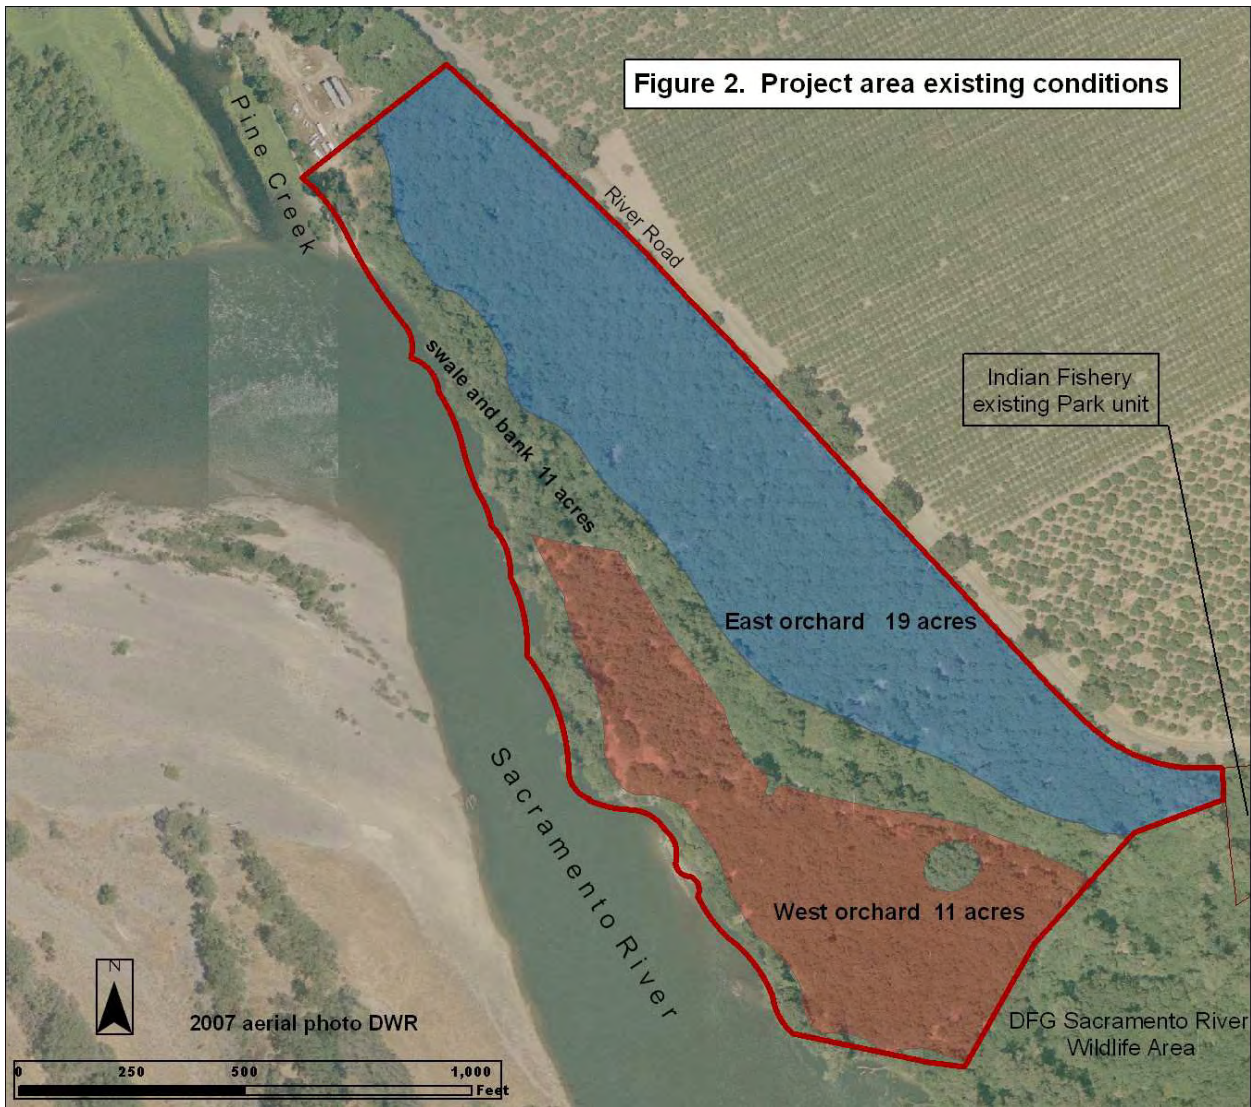 Figure 2.  Project area existing conditions
Pine Creek
River Road
Indian Fishery
existing Park unit
swale and bank  11 acres
East orchard   19 acres
Sacramento River
West orchard  11 acres
N
2007 aerial photo DWR
DFG Sacramento River
Wildlife Area
0 250 500 1,000
Feet